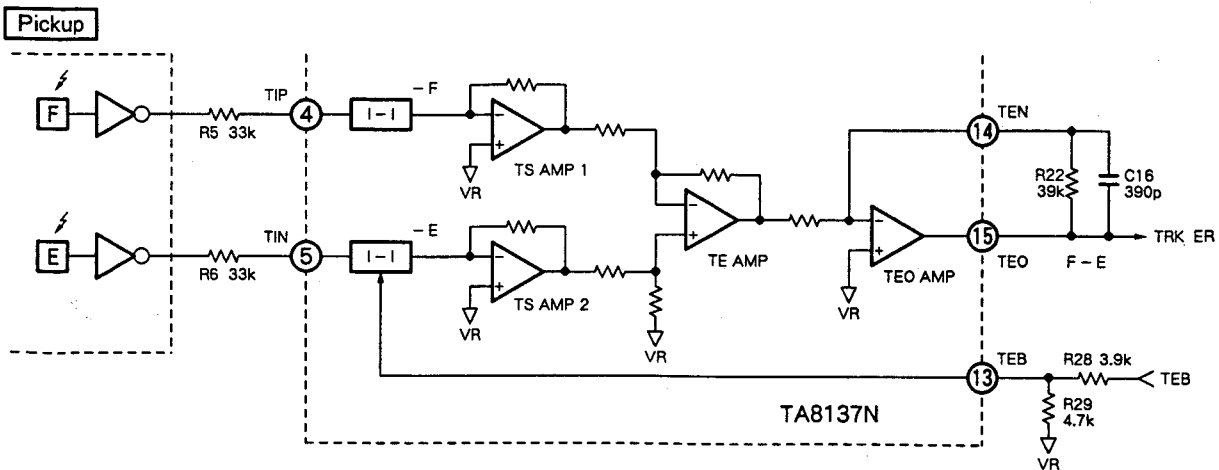 Pickup
F
R5 33k
TIP
4
I-I
-F
-
+
VR
TS AMP 1
E
R6 33k
TIN
5
I-I
-E
-
+
VR
TS AMP 2
-
+
TE AMP
VR
-
+
TEO AMP
VR
14
TEN
R22
39k
C16
390p
15
TEO
F-E
TRK ER
13
TEB
R28 3.9k
TEB
R29
4.7k
VR
TA8137N